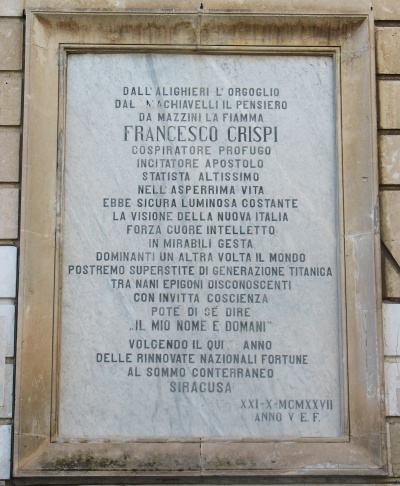 DALL'ALIGHIERI L'ORGOGLIO
DAL MACHIAVELLI IL PENSIERO
DA MAZZINI LA FIAMMA
FRANCESCO CRISPI
COSPIRATORE PROFUGO
INCITATORE APOSTOLO
STATISTA ALTISSIMO
NELL'ASPERRIMA VITA
EBBE SICURA LUMINOSA COSTANTE
LA VISIONE DELLA NUOVA ITALIA
FORZA CUORE INTELLETTO
IN MIRABILI GESTA
DOMINANTI UN ALTRA VOLTA IL MONDO
POSTREMO SUPERSTITE DI GENERAZIONE TITANICA
TRA NANI EPIGONI DISCONOSCENTI
CON INVITTA COSCIENZA
POTE DI SÉ DIRE
„IL MIO NOME E DOMANI"
VOLGENDO IL ANNO
DELLE RINNOVATE NAZIONALI FORTUNE
AL SOMMO CONTERRANEO
SIRACUSA
XXI-X-MCMXXVII
ANNO V E.F.